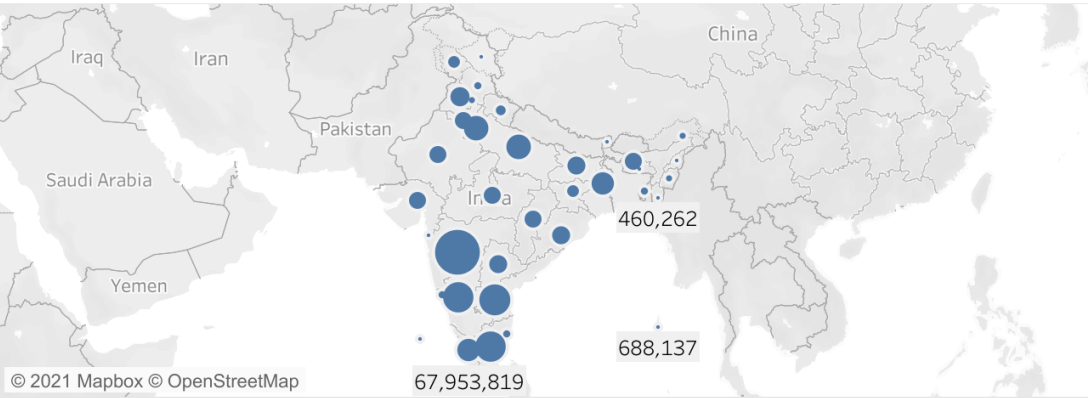 China
Iraq
Iran
Pakistan
Saudi Arabia
India
460,262
Yemen
688,137
67,953,819
© 2021 Mapbox © OpenStreetMap